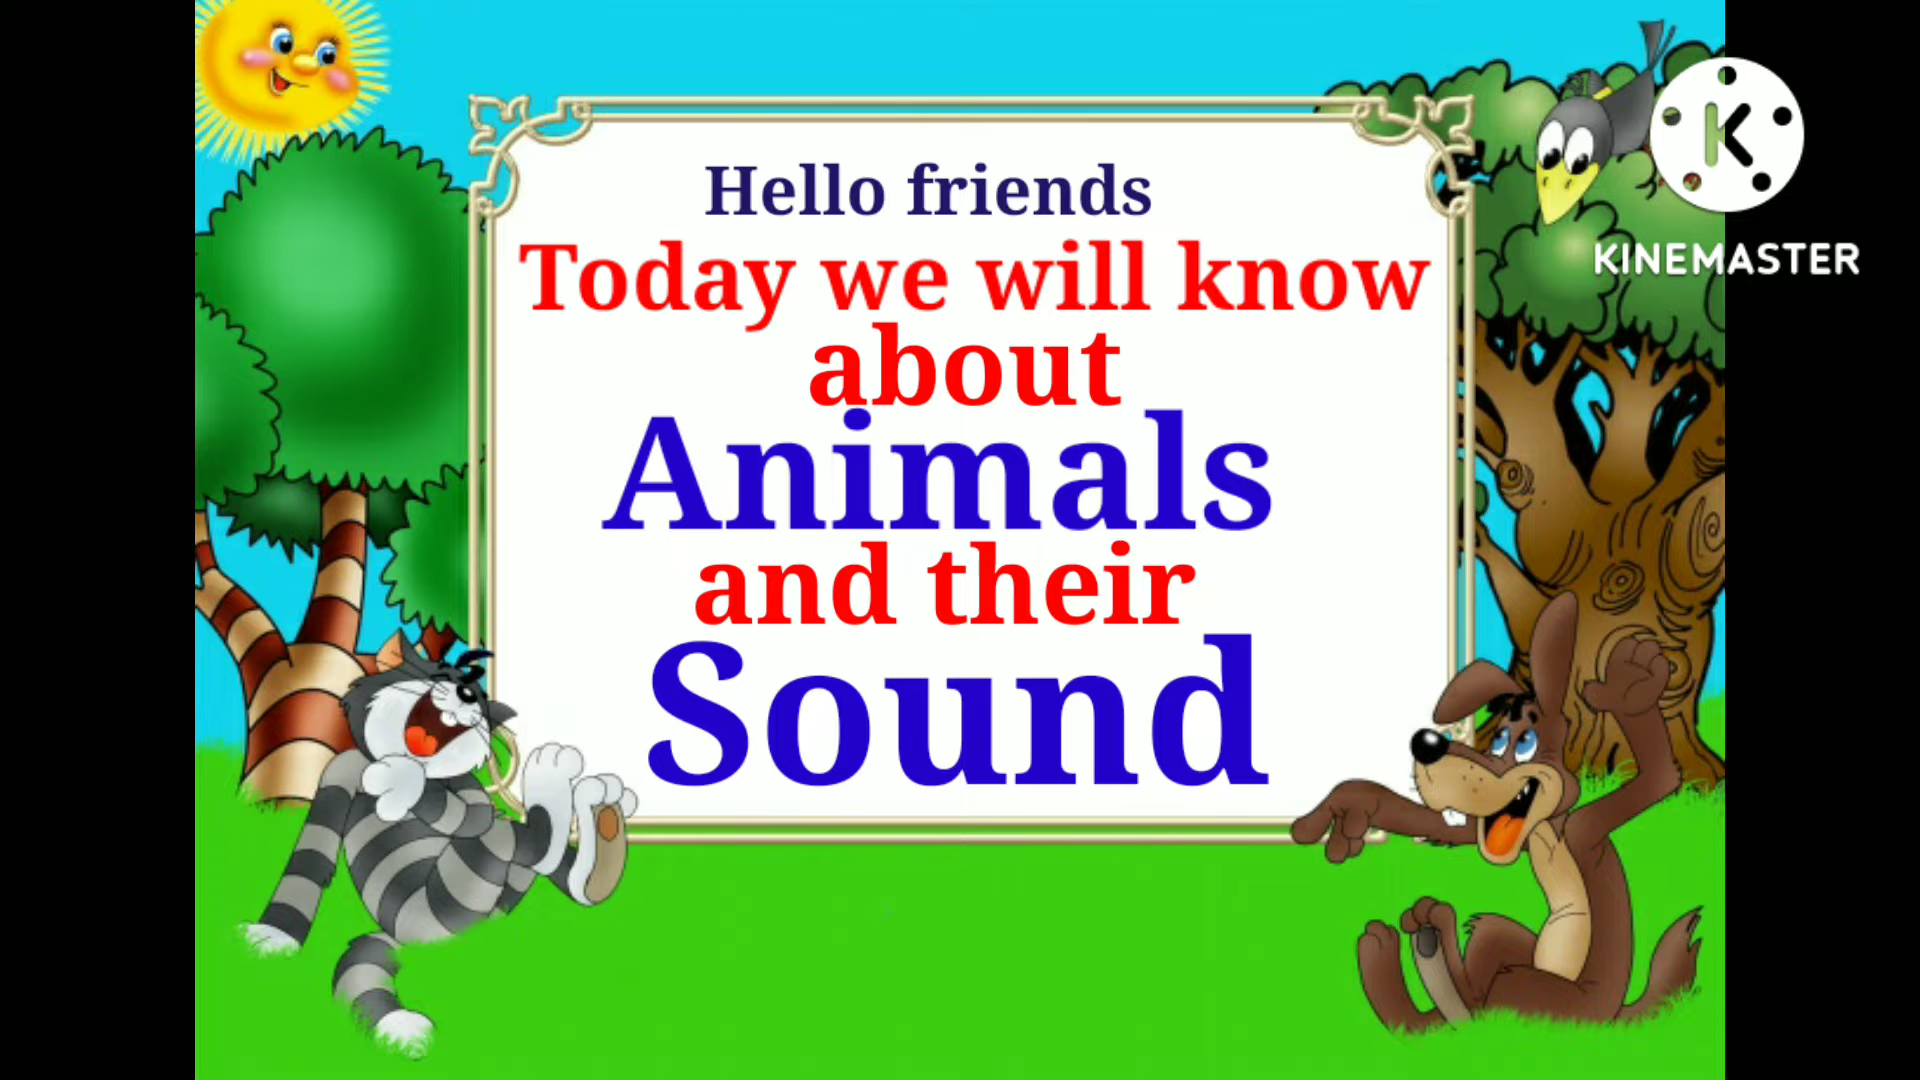 Hello friends
Today we will know
about
Animals
and their
Sound
K
KINEMASTER